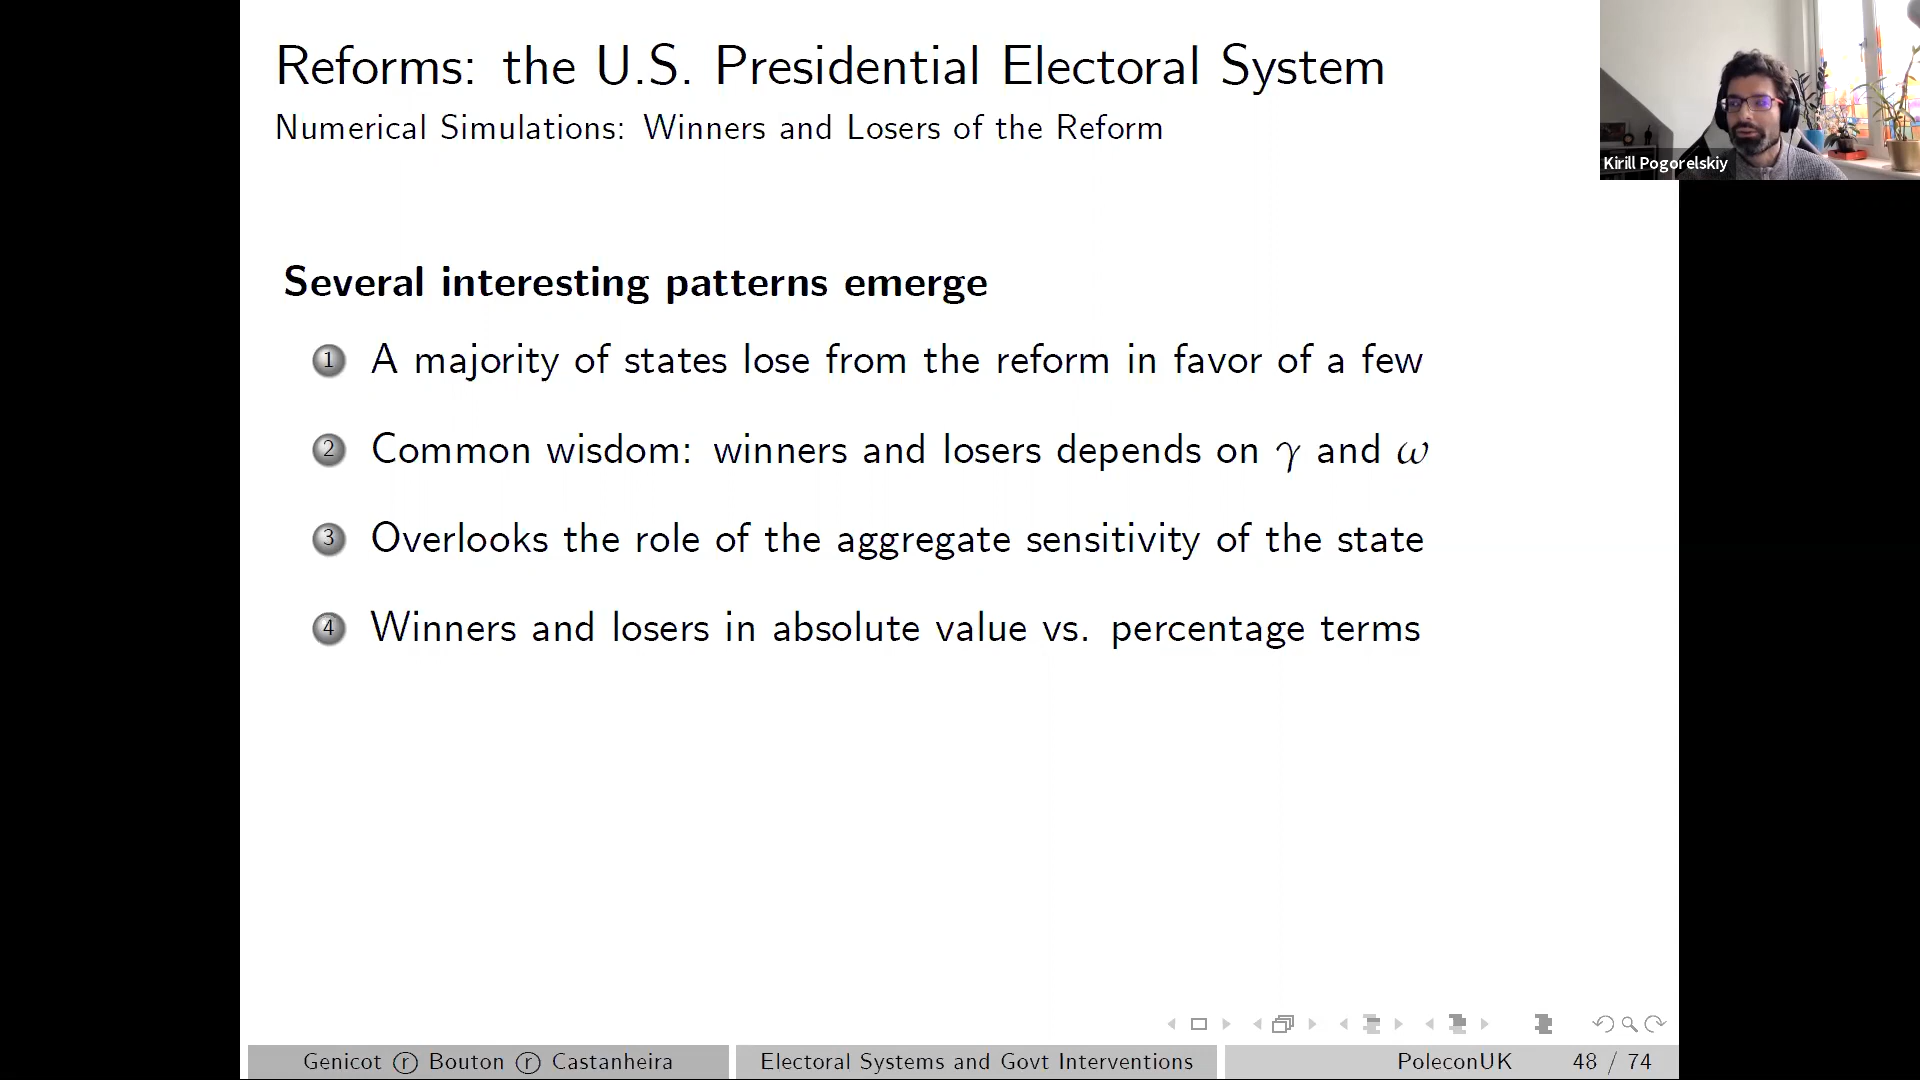 Reforms: the U.S. Presidential Electoral System
Numerical Simulations: Winners and Losers of the Reform
Kirill Pogorelskiy
Several interesting patterns emerge
1 A majority of states lose from the reform in favor of a few
2 Common wisdom: winners and losers depends on γ and ω
3 Overlooks the role of the aggregate sensitivity of the state
4 Winners and losers in absolute value vs. percentage terms
Genicot ⓡ Bouton ⓡ Castanheira
Electoral Systems and Govt Interventions
PoleconUK 48 / 74